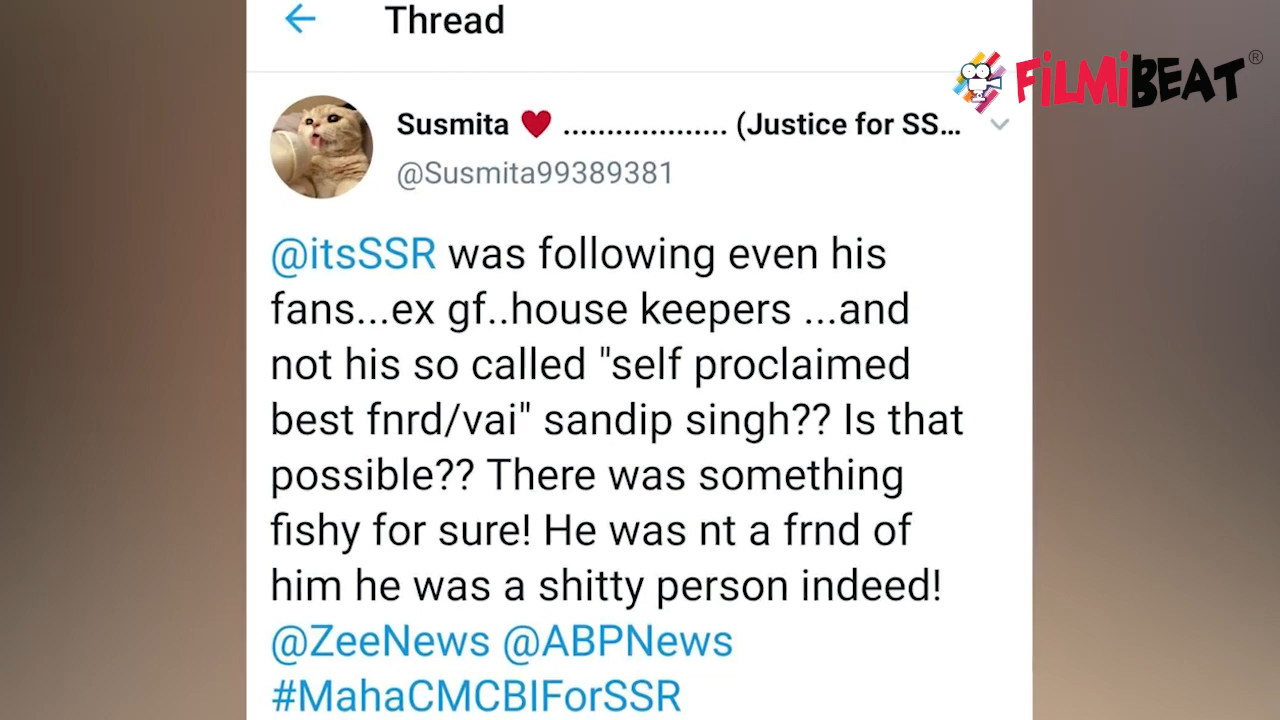 Thread
FiLMiBEAT®
Susmita ❤ ................... (Justice for SS...
@Susmita99389381
@itsSSR was following even his
fans...ex gf..house keepers ...and
not his so called "self proclaimed
best fnrd/vai" sandip singh?? Is that
possible?? There was something
fishy for sure! He was nt a frnd of
him he was a shitty person indeed!
@ZeeNews @ABPNews
#MahaCMCBIForSSR